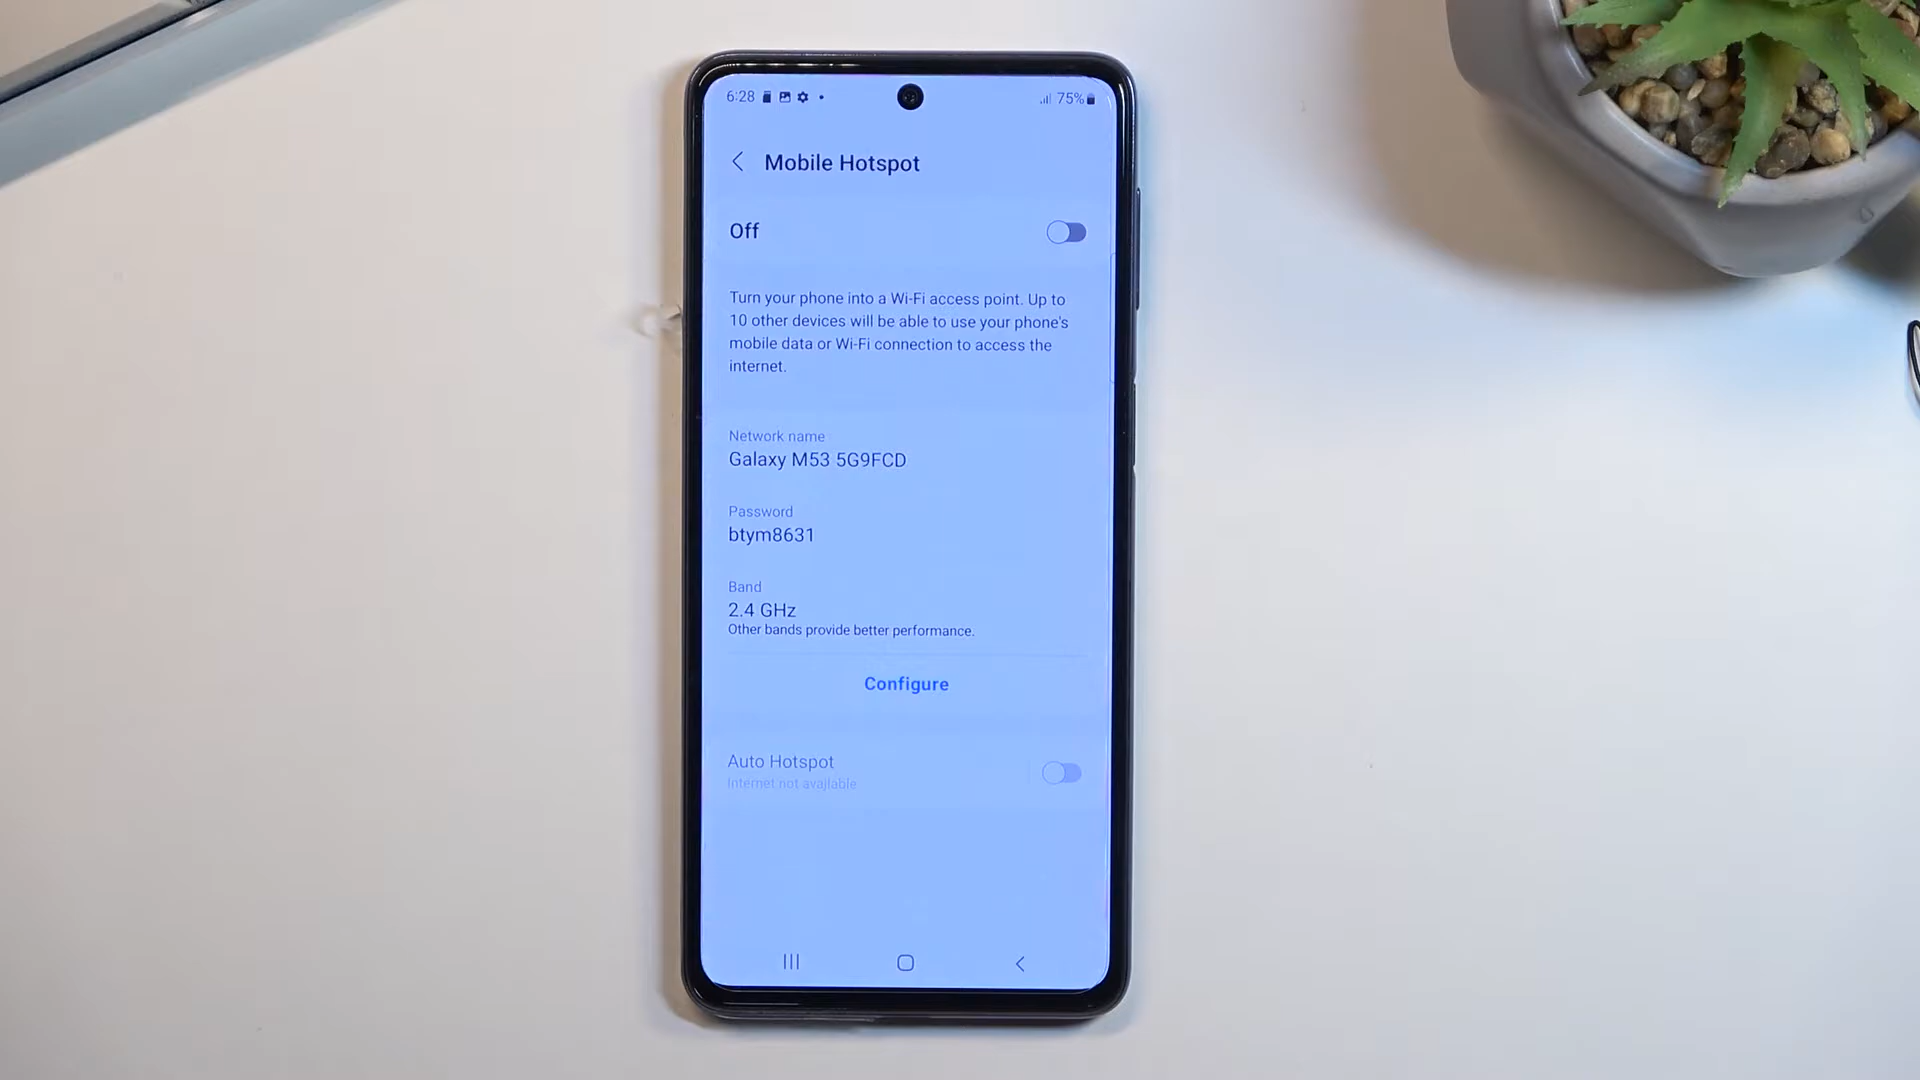 6:28 75%
Mobile Hotspot
Off
Turn your phone into a Wi-Fi access point. Up to
10 other devices will be able to use your phone's
mobile data or Wi-Fi connection to access the
internet.
Network name
Galaxy M53 5G9FCD
Password
btym8631
Band
2.4 GHz
Other bands provide better performance.
Configure
Auto Hotspot
Internet not available